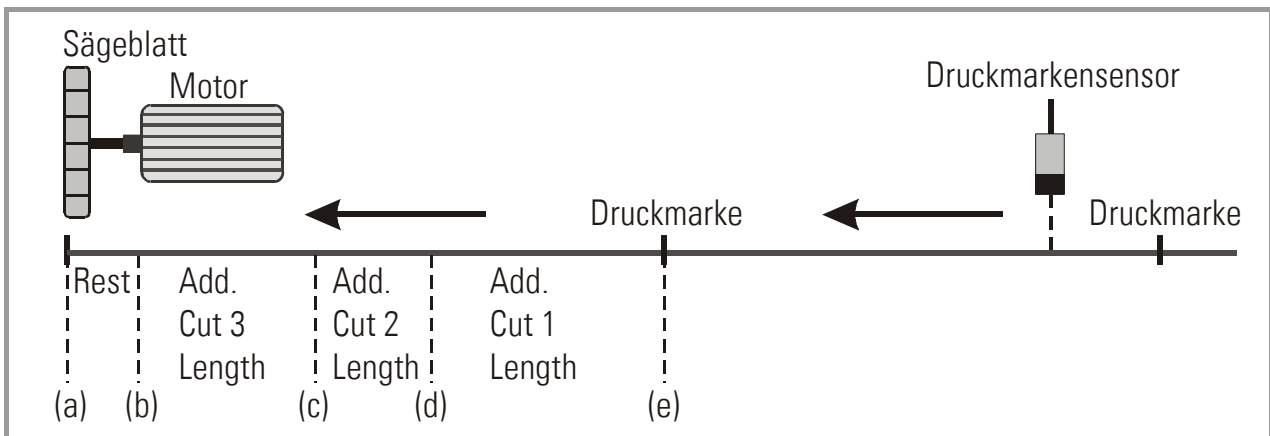 Sägeblatt
Motor
Druckmarkensensor
Druckmarke
Druckmarke
Rest
Add.
Cut 3
Length
Add.
Cut 2
Length
Add.
Cut 1
Length
(a)
(b)
(c)
(d)
(e)